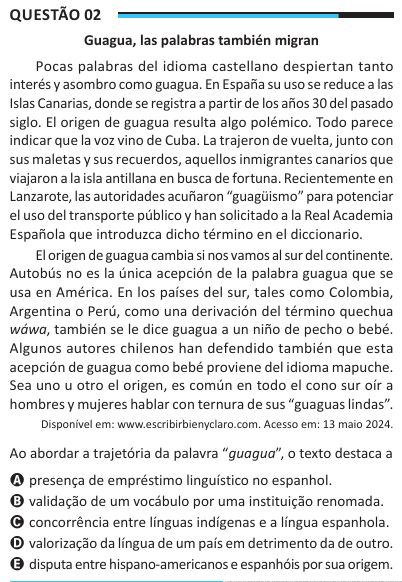 QUESTÃO 02
Guagua, las palabras también migran
Pocas palabras del idioma castellano despiertan tanto
interés y asombro como guagua. En España su uso se reduce a las
Islas Canarias, donde se registra a partir de los años 30 del pasado
siglo. El origen de guagua resulta algo polémico. Todo parece
indicar que la voz vino de Cuba. La trajeron de vuelta, junto con
sus maletas y sus recuerdos, aquellos inmigrantes canarios que
viajaron a la isla antillana en busca de fortuna. Recientemente en
Lanzarote, las autoridades acuñaron “guagüismo” para potenciar
el uso del transporte público y han solicitado a la Real Academia
Española que introduzca dicho término en el diccionario.
El origen de guagua cambia si nos vamos al sur del continente.
Autobús no es la única acepción de la palabra guagua que se
usa en América. En los países del sur, tales como Colombia,
Argentina o Perú, como una derivación del término quechua
wáwa, también se le dice guagua a un niño de pecho o bebé.
Algunos autores chilenos han defendido también que esta
acepción de guagua como bebé proviene del idioma mapuche.
Sea uno u otro el origen, es común en todo el cono sur oír a
hombres y mujeres hablar con ternura de sus “guaguas lindas”.
Disponível em: www.escribirbienyclaro.com. Acesso em: 13 maio 2024.
Ao abordar a trajetória da palavra “guagua”, o texto destaca a
A presença de empréstimo linguístico no espanhol.
B validação de um vocábulo por uma instituição renomada.
C concorrência entre línguas indígenas e a língua espanhola.
D valorização da língua de um país em detrimento da de outro.
E disputa entre hispano-americanos e espanhóis por sua origem.